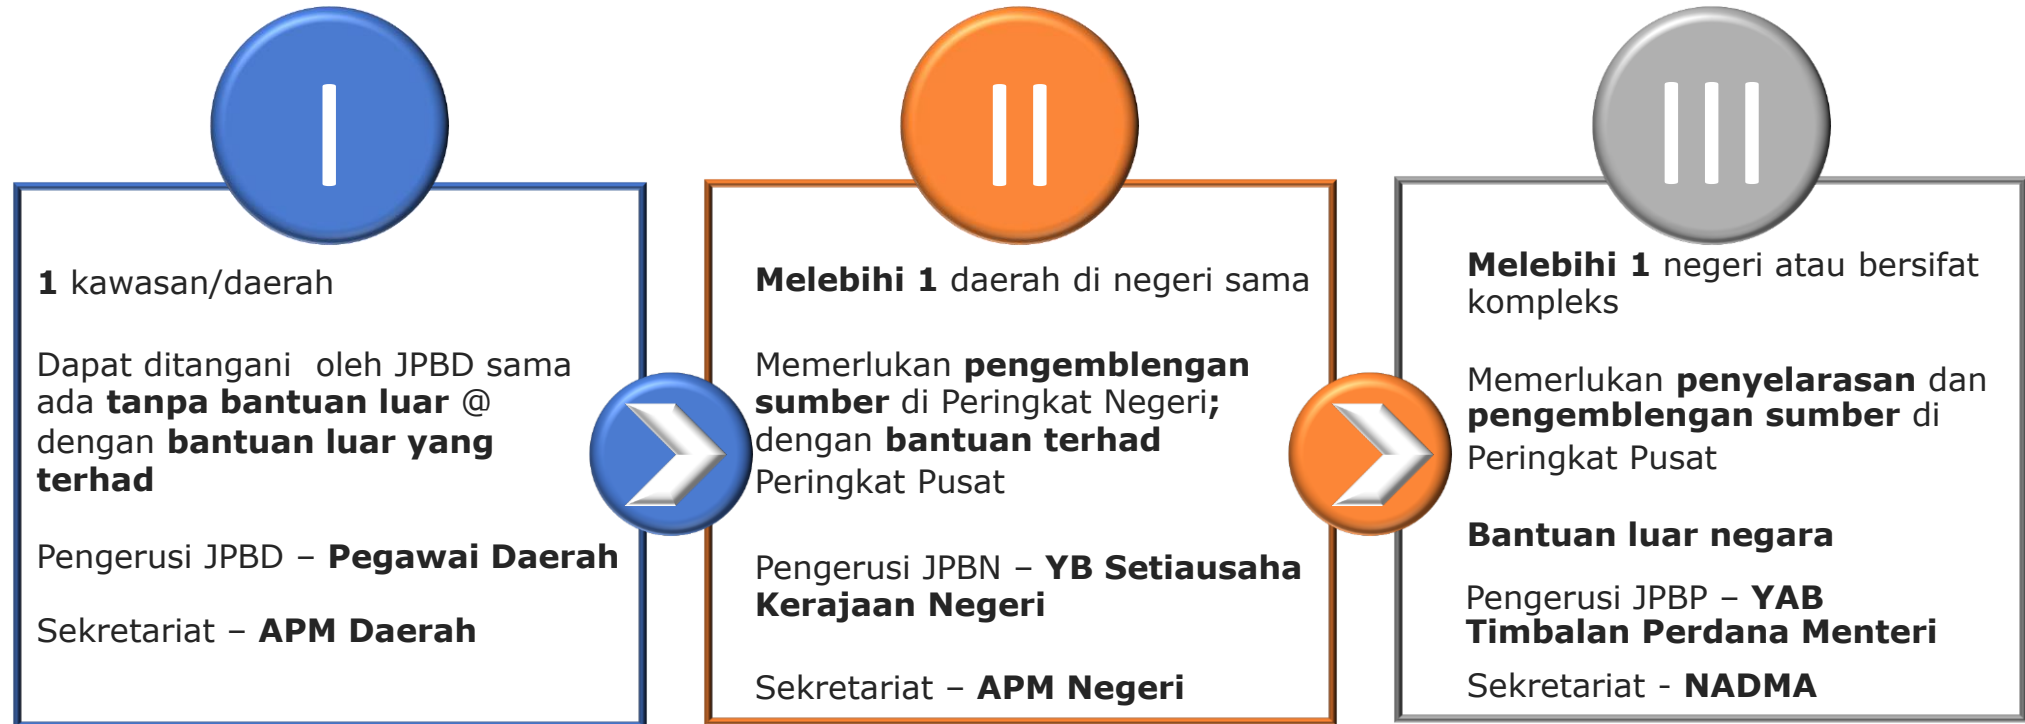 I
1 kawasan/daerah
Dapat ditangani oleh JPBD sama
ada tanpa bantuan luar @
dengan bantuan luar yang
terhad
Pengerusi JPBD – Pegawai Daerah
Sekretariat – APM Daerah
II
Melebihi 1 daerah di negeri sama
Memerlukan pengemblengan
sumber di Peringkat Negeri;
dengan bantuan terhad
Peringkat Pusat
Pengerusi JPBN – YB Setiausaha
Kerajaan Negeri
Sekretariat – APM Negeri
III
Melebihi 1 negeri atau bersifat
kompleks
Memerlukan penyelarasan dan
pengemblengan sumber di
Peringkat Pusat
Bantuan luar negara
Pengerusi JPBP – YAB
Timbalan Perdana Menteri
Sekretariat - NADMA